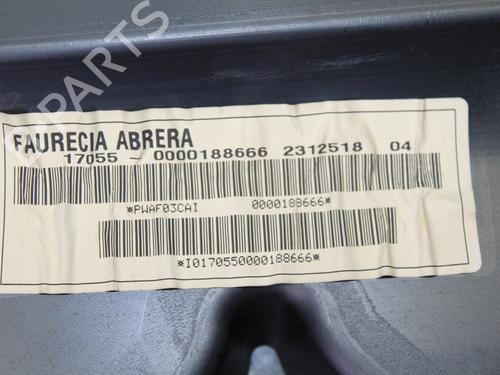 PARTS
FAURECIA ABRERA
17055 - 0000188666 2312518 04
*PWAF03CAI 0000188666*
*I0170550000188666*